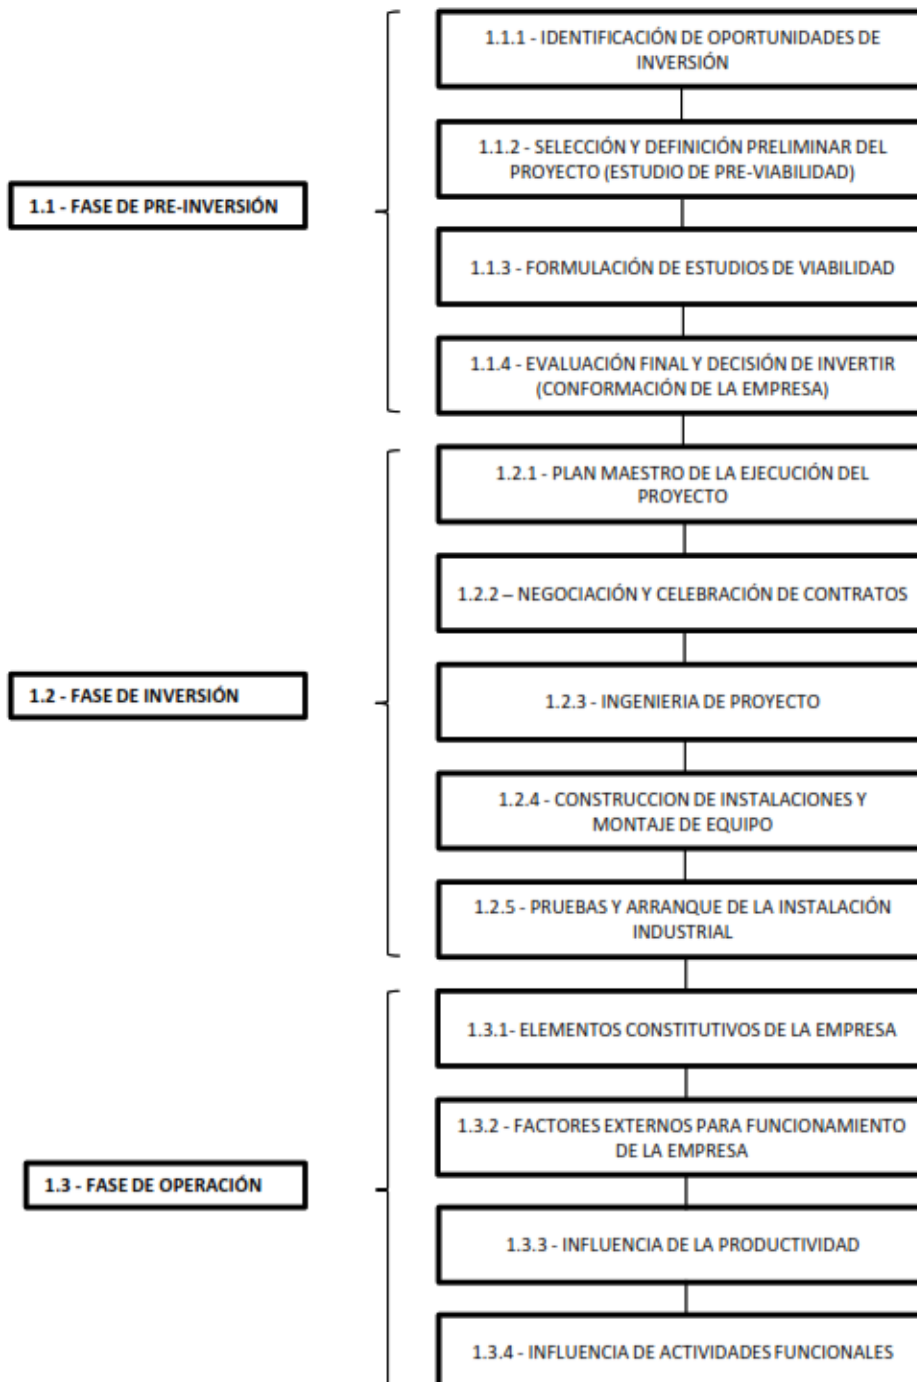 1.1 - FASE DE PRE-INVERSIÓN
1.1.1 - IDENTIFICACIÓN DE OPORTUNIDADES DE
INVERSIÓN
1.1.2 - SELECCIÓN Y DEFINICIÓN PRELIMINAR DEL
PROYECTO (ESTUDIO DE PRE-VIABILIDAD)
1.1.3 - FORMULACIÓN DE ESTUDIOS DE VIABILIDAD
1.1.4 - EVALUACIÓN FINAL Y DECISIÓN DE INVERTIR
(CONFORMACIÓN DE LA EMPRESA)
1.2 - FASE DE INVERSIÓN
1.2.1 - PLAN MAESTRO DE LA EJECUCIÓN DEL
PROYECTO
1.2.2 – NEGOCIACIÓN Y CELEBRACIÓN DE CONTRATOS
1.2.3 - INGENIERIA DE PROYECTO
1.2.4 - CONSTRUCCION DE INSTALACIONES Y
MONTAJE DE EQUIPO
1.2.5 - PRUEBAS Y ARRANQUE DE LA INSTALACIÓN
INDUSTRIAL
1.3 - FASE DE OPERACIÓN
1.3.1- ELEMENTOS CONSTITUTIVOS DE LA EMPRESA
1.3.2 - FACTORES EXTERNOS PARA FUNCIONAMIENTO
DE LA EMPRESA
1.3.3 - INFLUENCIA DE LA PRODUCTIVIDAD
1.3.4 - INFLUENCIA DE ACTIVIDADES FUNCIONALES